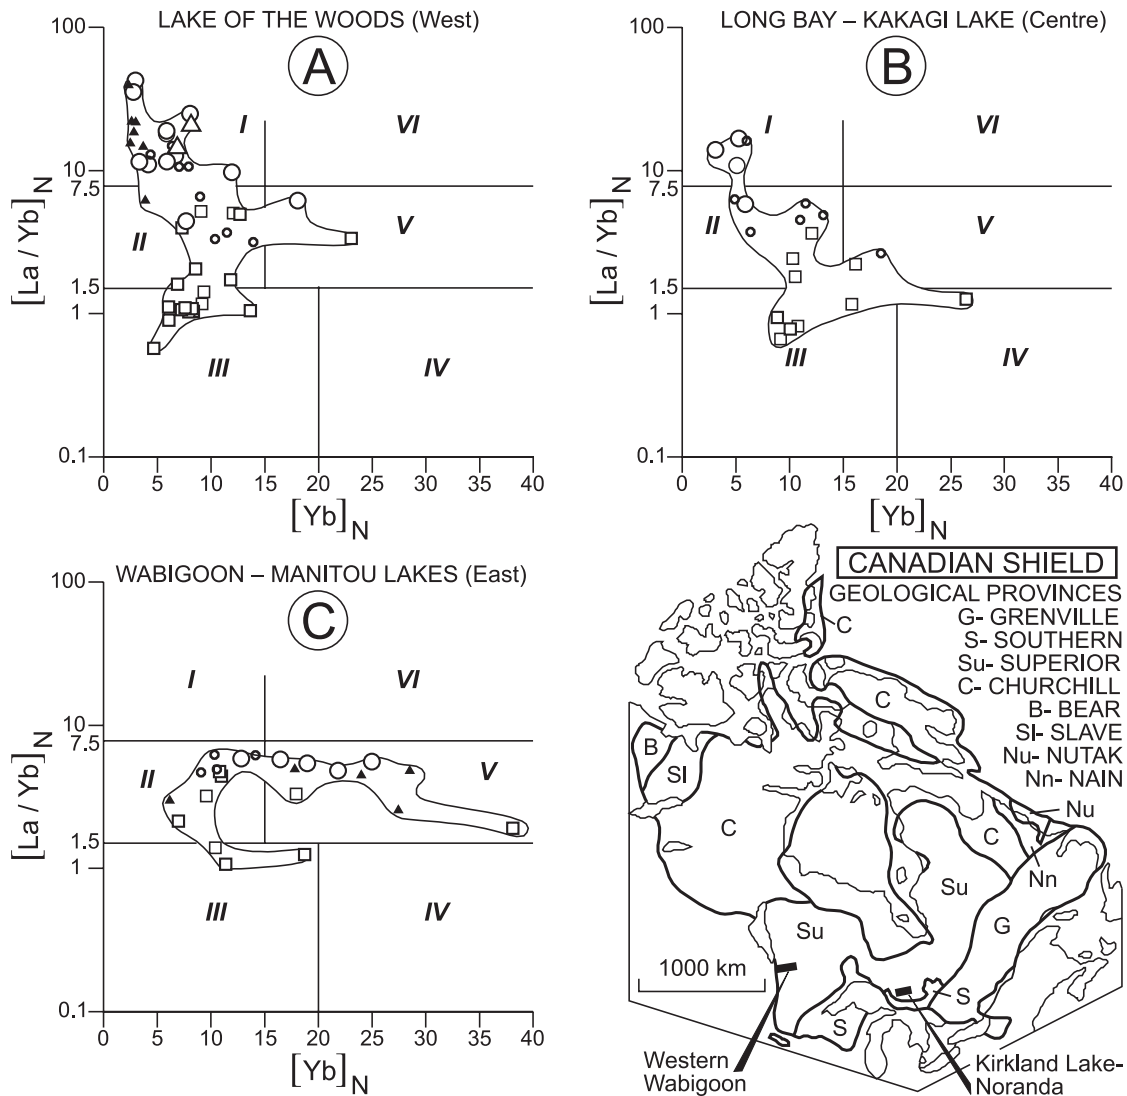 LAKE OF THE WOODS (West)
A
100
10
7.5
1.5
1
0.1
I
VI
II
V
III
IV
0 5 10 15 20 25 30 35 40
[La / Yb]N
[Yb]N
LONG BAY – KAKAGI LAKE (Centre)
B
100
10
7.5
1.5
1
0.1
I
VI
II
V
III
IV
0 5 10 15 20 25 30 35 40
[La / Yb]N
[Yb]N
WABIGOON – MANITOU LAKES (East)
C
100
10
7.5
1.5
1
0.1
I
VI
II
V
III
IV
0 5 10 15 20 25 30 35 40
[La / Yb]N
[Yb]N
CANADIAN SHIELD
GEOLOGICAL PROVINCES
G- GRENVILLE
S- SOUTHERN
Su- SUPERIOR
C- CHURCHILL
B- BEAR
Sl- SLAVE
Nu- NUTAK
Nn- NAIN
C
C
B
Sl
Nu
C
C
Nn
Su
Su
G
1000 km
S
S
Western
Wabigoon
Kirkland Lake-
Noranda